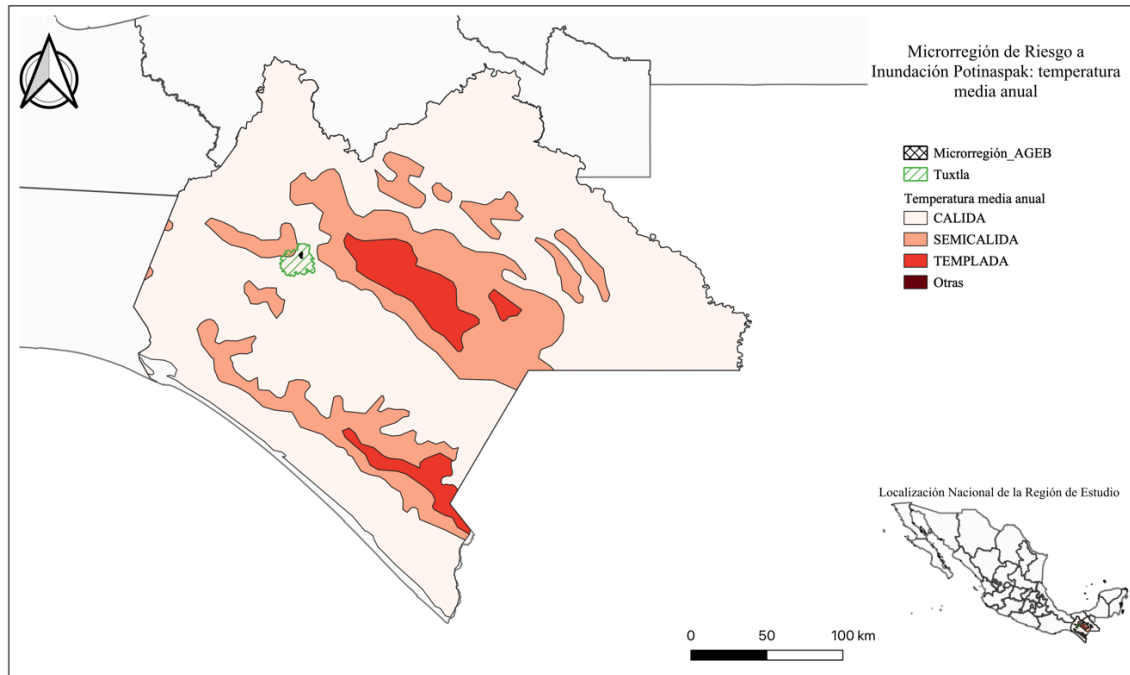 Microrregión de Riesgo a
Inundación Potinaspak: temperatura
media anual
Microrregión_AGEB
Tuxtla
Temperatura media anual
CALIDA
SEMICALIDA
TEMPLADA
Otras
Localización Nacional de la Región de Estudio
0 50 100 km